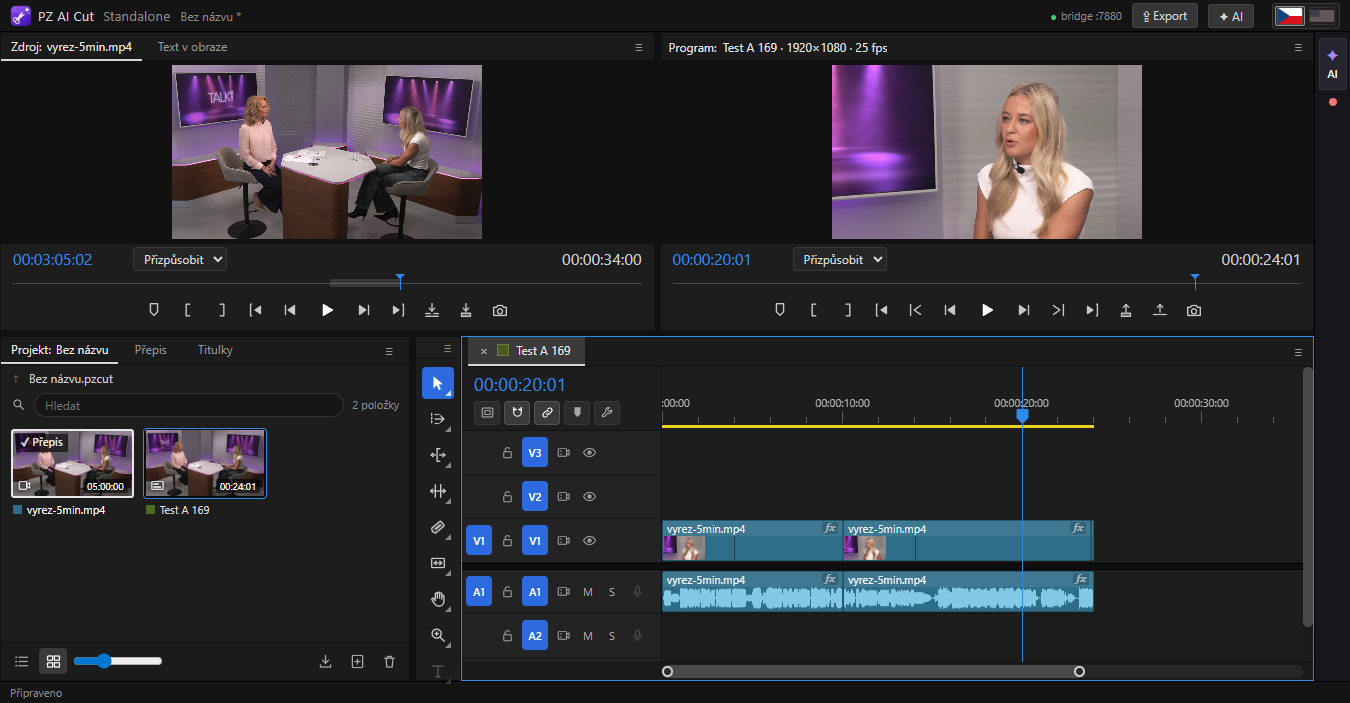 PZ AI Cut Standalone Bez názvu *
bridge :7880 Export AI
Zdroj: vyrez-5min.mp4 Text v obraze
Program: Test A 169 · 1920×1080 · 25 fps
AI
TALK!
00:03:05:02 Přizpůsobit 00:00:34:00
00:00:20:01 Přizpůsobit 00:00:24:01
Projekt: Bez názvu Přepis Titulky
Bez názvu.pzcut
Hledat 2 položky
✓ Přepis
05:00:00
00:24:01
vyrez-5min.mp4
Test A 169
× Test A 169
00:00:20:01
:00:00 00:00:10:00 00:00:20:00 00:00:30:00
V3
V2
V1 V1
vyrez-5min.mp4 fx vyrez-5min.mp4 fx
A1 A1 M S
vyrez-5min.mp4 fx vyrez-5min.mp4 fx
A2 M S
T
Připraveno